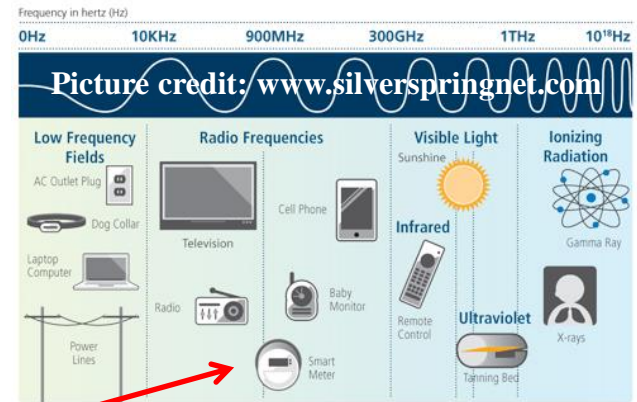 Frequency in hertz (Hz)
0Hz 10KHz 900MHz 300GHz 1THz 10¹⁸Hz
Picture credit: www.silverspringnet.com
Low Frequency
Fields
Radio Frequencies
Visible Light
Ionizing
Radiation
AC Outlet Plug
Dog Collar
Laptop
Computer
Power
Lines
Television
Radio
Cell Phone
Baby
Monitor
Smart
Meter
Sunshine
Infrared
Remote
Control
Ultraviolet
Tanning Bed
Gamma Ray
X-rays